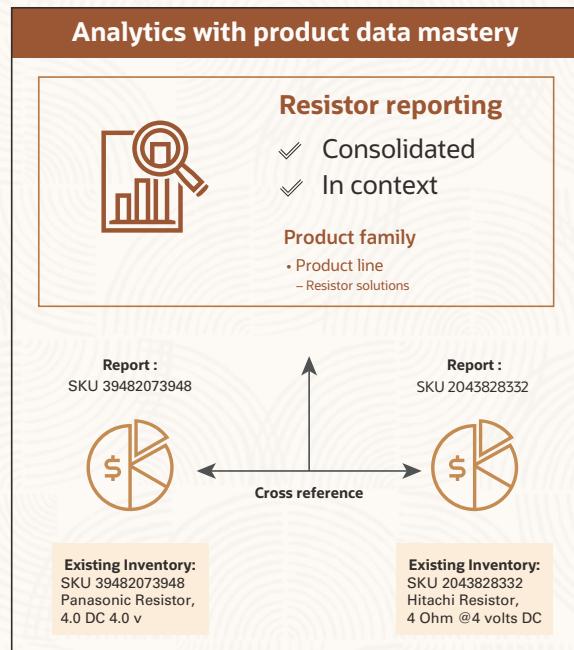 Analytics with product data mastery
Resistor reporting
Consolidated
In context
Product family
• Product line
– Resistor solutions
Report :
SKU 39482073948
Report :
SKU 2043828332
$
$
Cross reference
Existing Inventory:
SKU 39482073948
Panasonic Resistor,
4.0 DC 4.0 v
Existing Inventory:
SKU 2043828332
Hitachi Resistor,
4 Ohm @4 volts DC